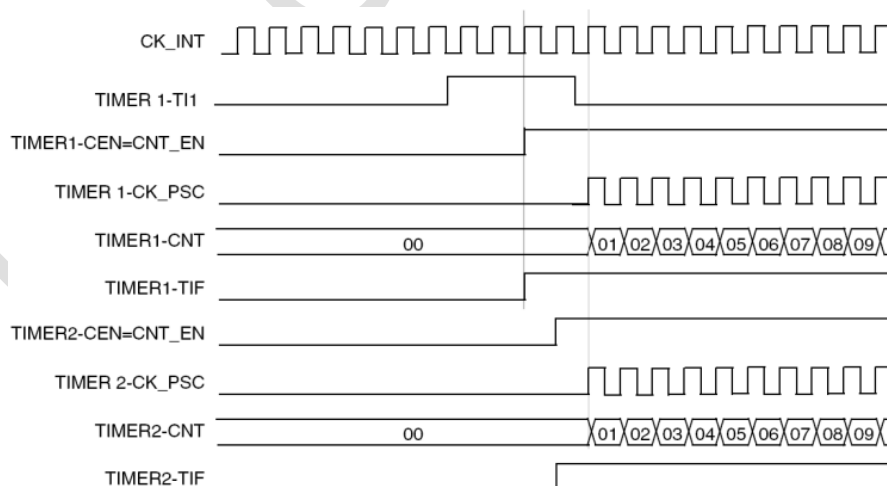 CK_INT
TIMER 1-TI1
TIMER1-CEN=CNT_EN
TIMER 1-CK_PSC
TIMER1-CNT 00 01 02 03 04 05 06 07 08 09
TIMER1-TIF
TIMER2-CEN=CNT_EN
TIMER 2-CK_PSC
TIMER2-CNT 00 01 02 03 04 05 06 07 08 09
TIMER2-TIF